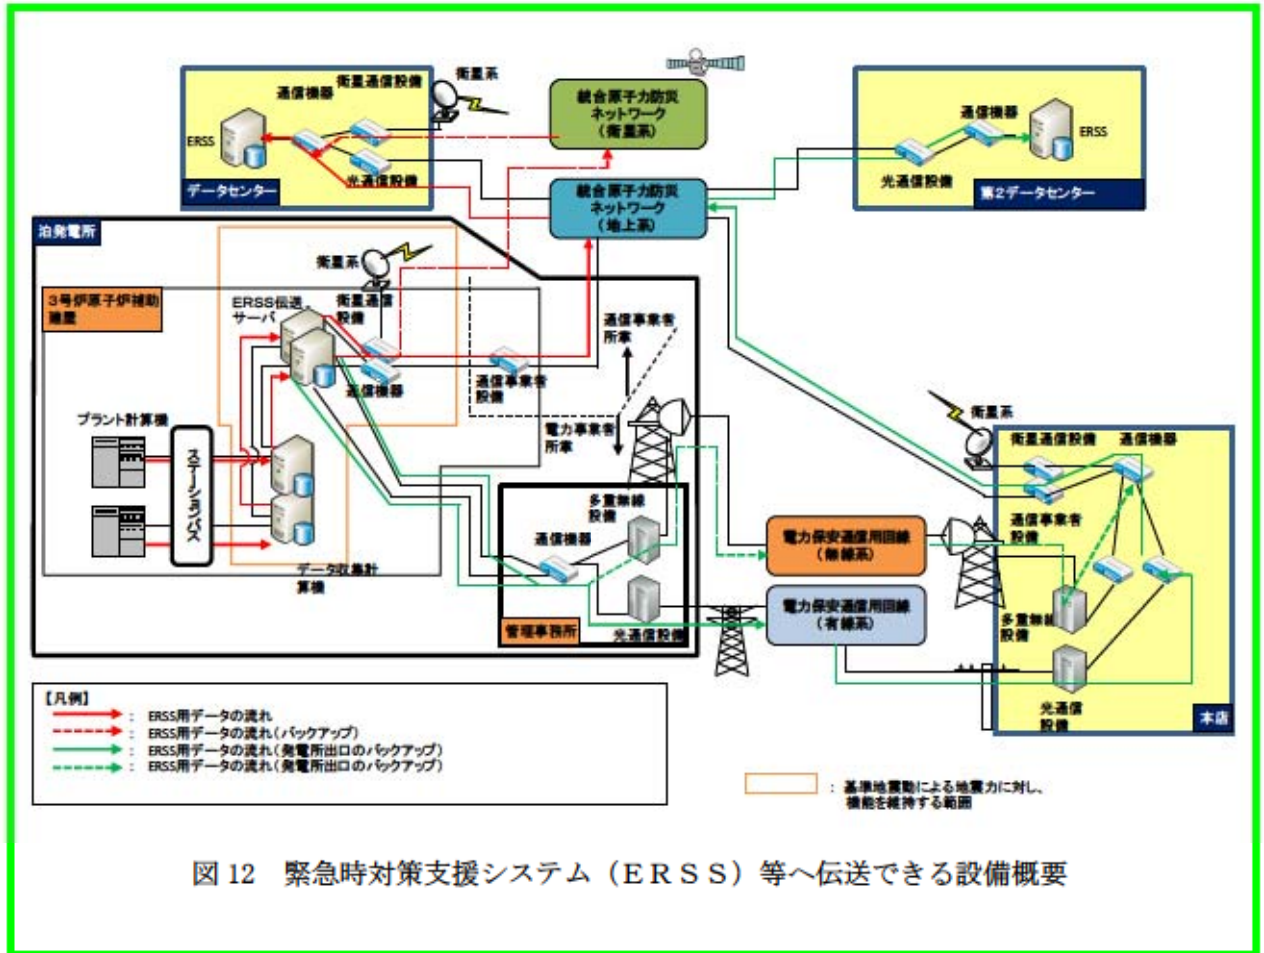 衛星系
衛星通信設備
通信機器
ERSS
光通信設備
データセンター
統合原子力防災
ネットワーク
(衛星系)
統合原子力防災
ネットワーク
(地上系)
通信機器
ERSS
光通信設備
第2データセンター
泊発電所
3号炉原子炉補助
建屋
衛星系
ERSS伝送
サーバ
衛星通信
設備
通信機器
通信事業者
設備
通信事業者
所掌
電力事業者
所掌
プラント計算機
ステーションバス
データ収集計
算機
多重無線
設備
通信機器
光通信設備
管理事務所
電力保安通信用回線
(無線系)
電力保安通信用回線
(有線系)
衛星系
衛星通信設備
通信機器
通信事業者
設備
多重無線
設備
光通信
設備
本店
【凡例】
: ERSS用データの流れ
: ERSS用データの流れ(バックアップ)
: ERSS用データの流れ(発電所出口のバックアップ)
: ERSS用データの流れ(発電所出口のバックアップ)
: 基準地震動による地震力に対し、
機能を維持する範囲
図 12 緊急時対策支援システム(ERSS)等へ伝送できる設備概要